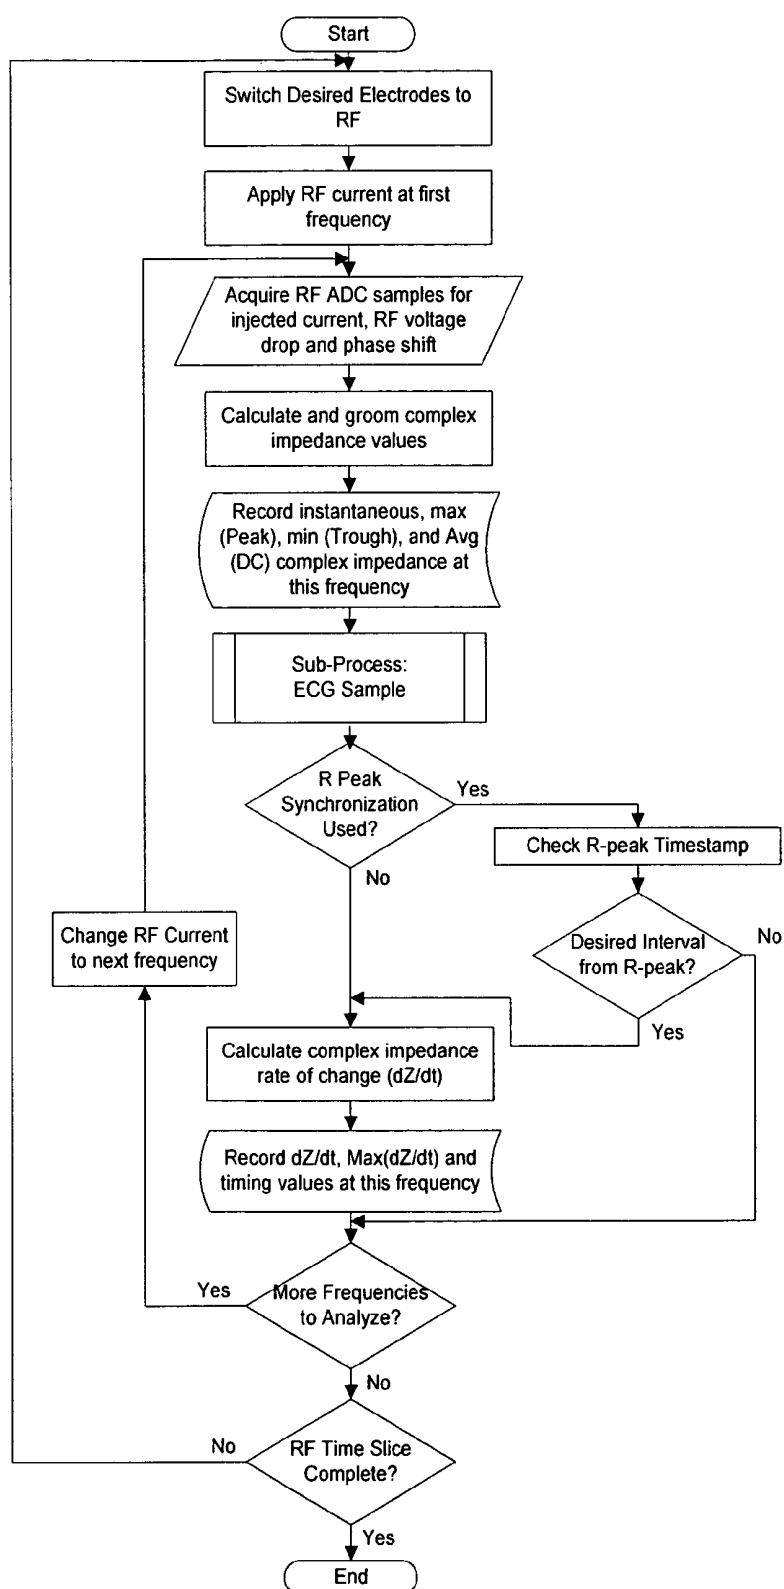 Start
Switch Desired Electrodes to
RF
Apply RF current at first
frequency
Acquire RF ADC samples for
injected current, RF voltage
drop and phase shift
Calculate and groom complex
impedance values
Record instantaneous, max
(Peak), min (Trough), and Avg
(DC) complex impedance at
this frequency
Sub-Process:
ECG Sample
R Peak
Synchronization
Used?
Yes
No
Check R-peak Timestamp
Desired Interval
from R-peak?
No
Yes
Change RF Current
to next frequency
Calculate complex impedance
rate of change (dZ/dt)
Record dZ/dt, Max(dZ/dt) and
timing values at this frequency
More Frequencies
to Analyze?
Yes
No
RF Time Slice
Complete?
No
Yes
End